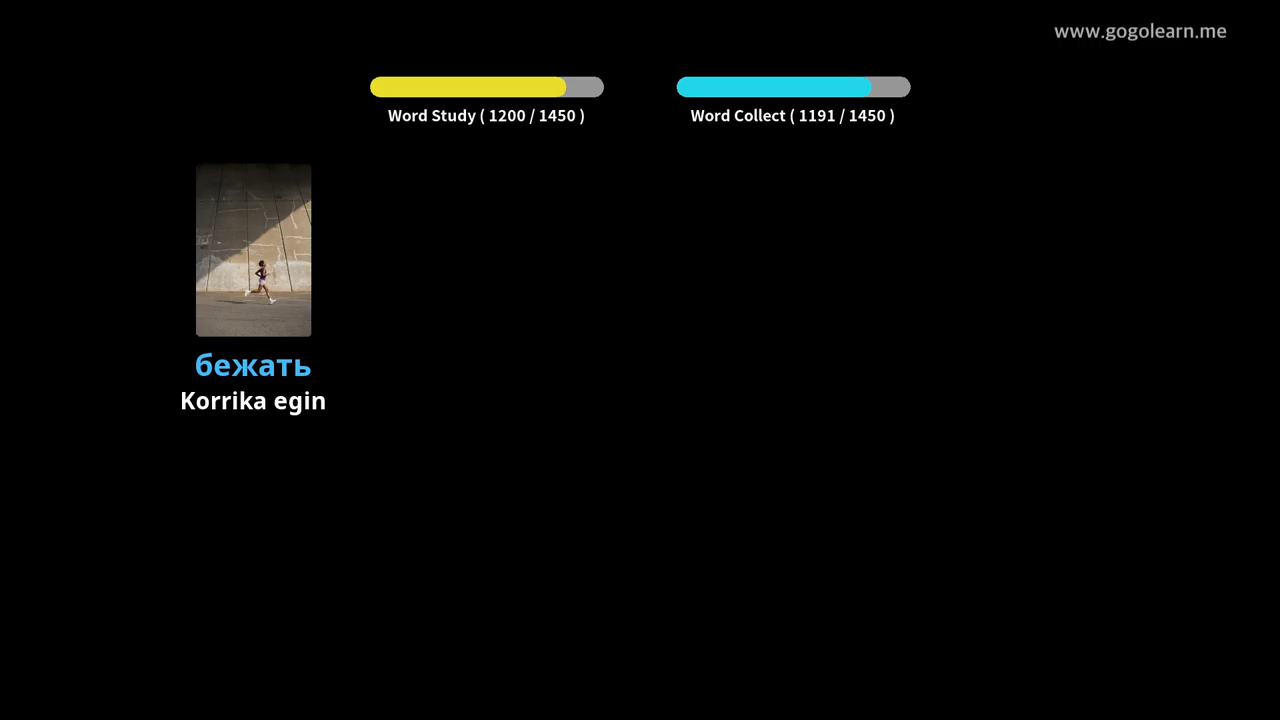 www.gogolearn.me
Word Study ( 1200 / 1450 )
Word Collect ( 1191 / 1450 )
бежать
Korrika egin